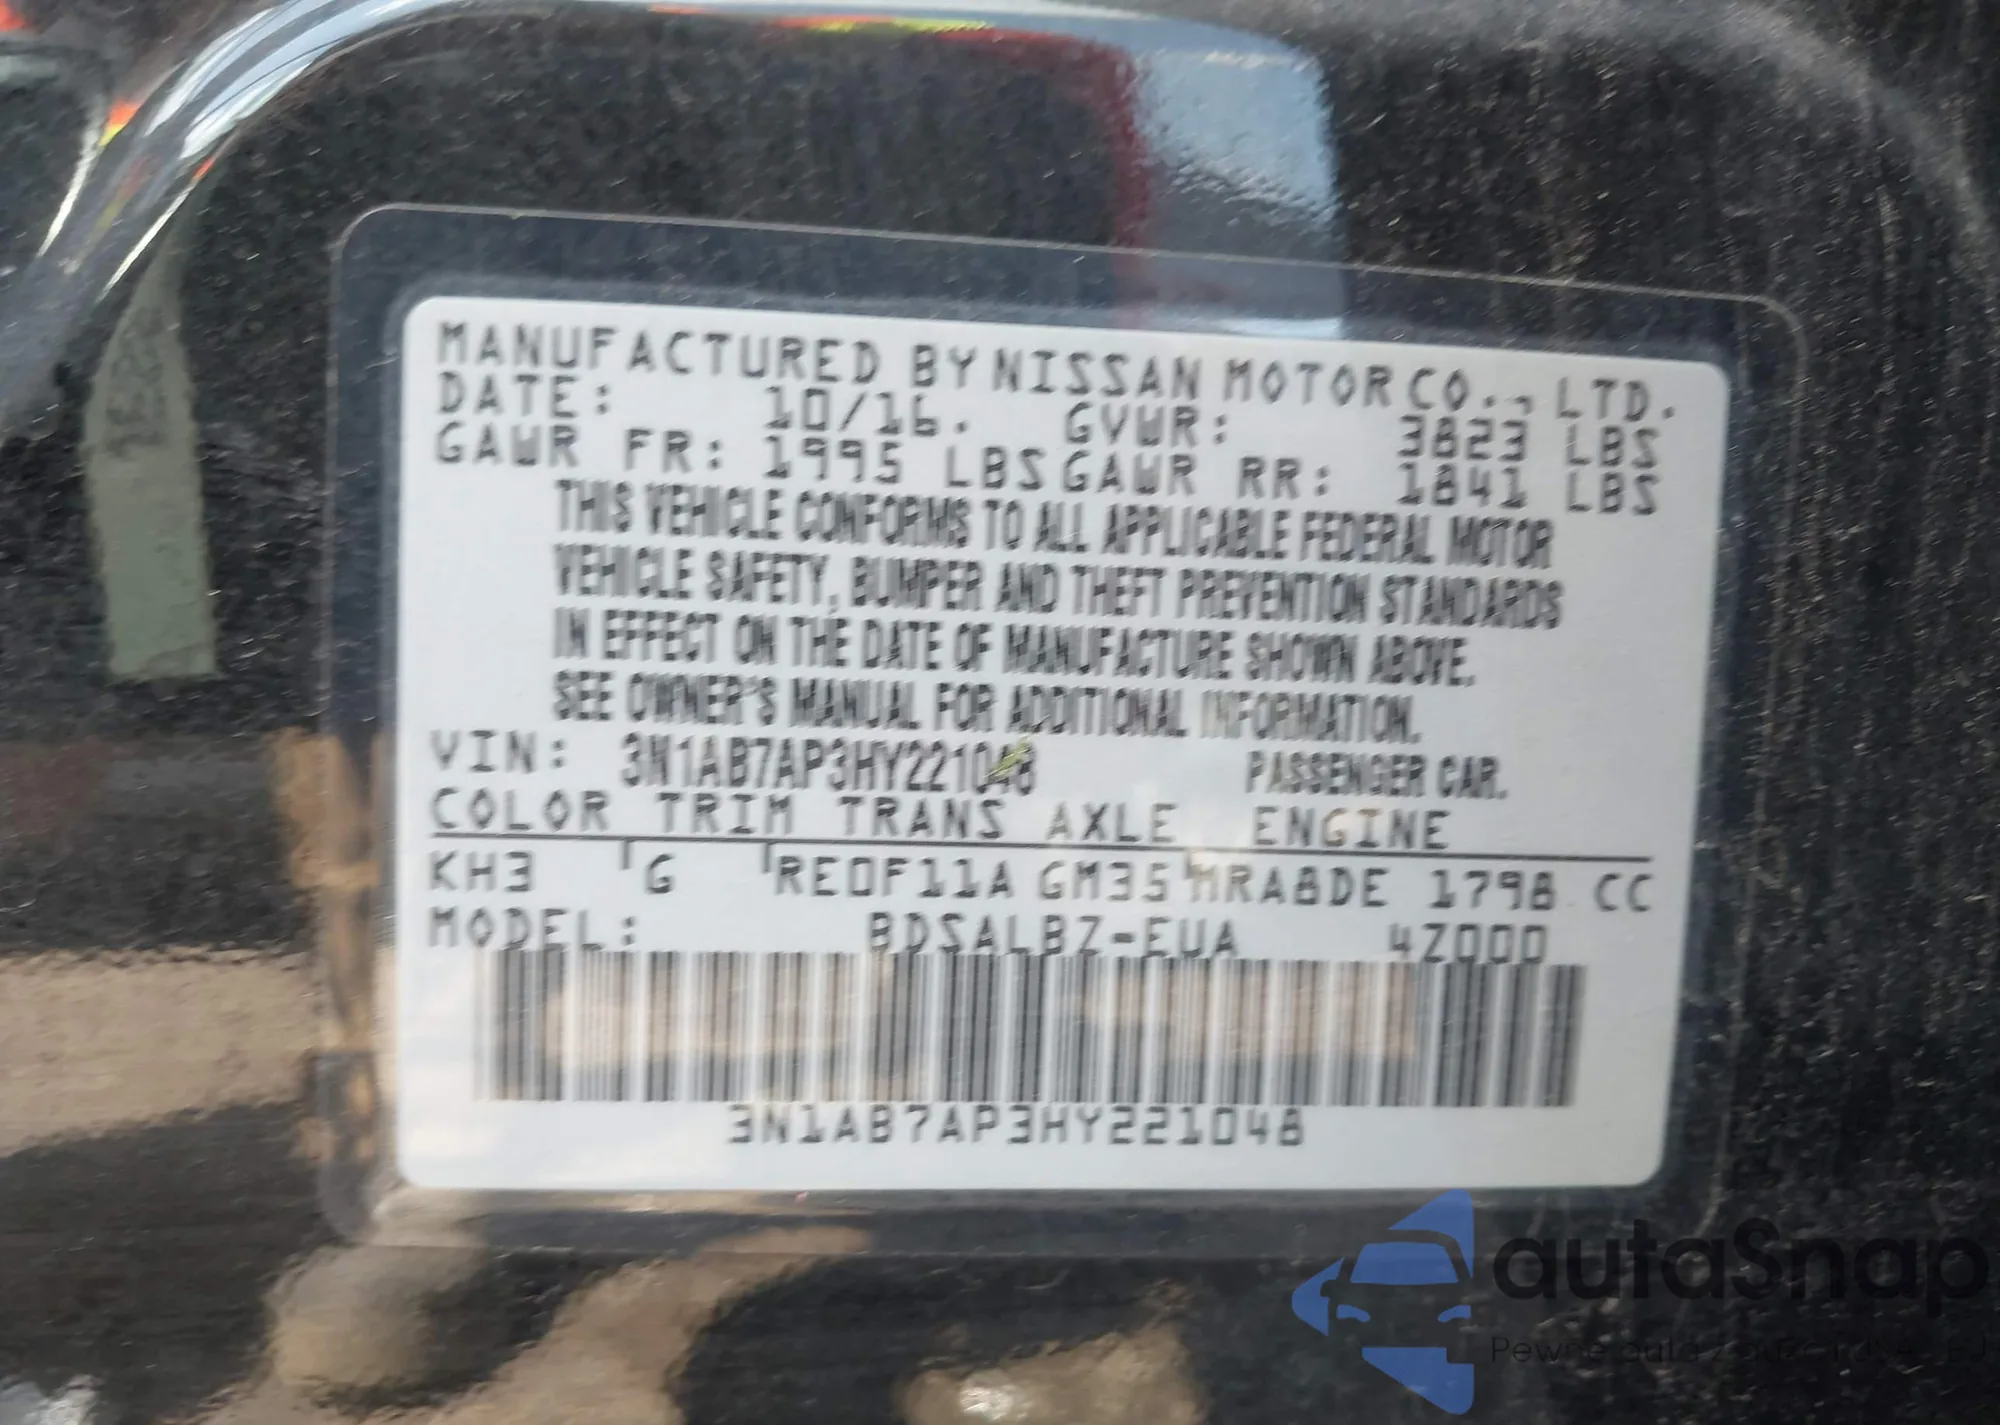 MANUFACTURED BY NISSAN MOTOR CO., LTD.
DATE: 10/16. GVWR: 3823 LBS
GAWR FR: 1995 LBS GAWR RR: 1841 LBS
THIS VEHICLE CONFORMS TO ALL APPLICABLE FEDERAL MOTOR
VEHICLE SAFETY, BUMPER AND THEFT PREVENTION STANDARDS
IN EFFECT ON THE DATE OF MANUFACTURE SHOWN ABOVE.
SEE OWNER'S MANUAL FOR ADDITIONAL INFORMATION.
VIN: 3N1AB7AP3HY221048 PASSENGER CAR.
COLOR TRIM TRANS AXLE ENGINE
KH3 G RE0F11A GM35 MRA8DE 1798 CC
MODEL: BDSALBZ-EUA 4Z000
3N1AB7AP3HY221048
autaSnap
Pewne auta z